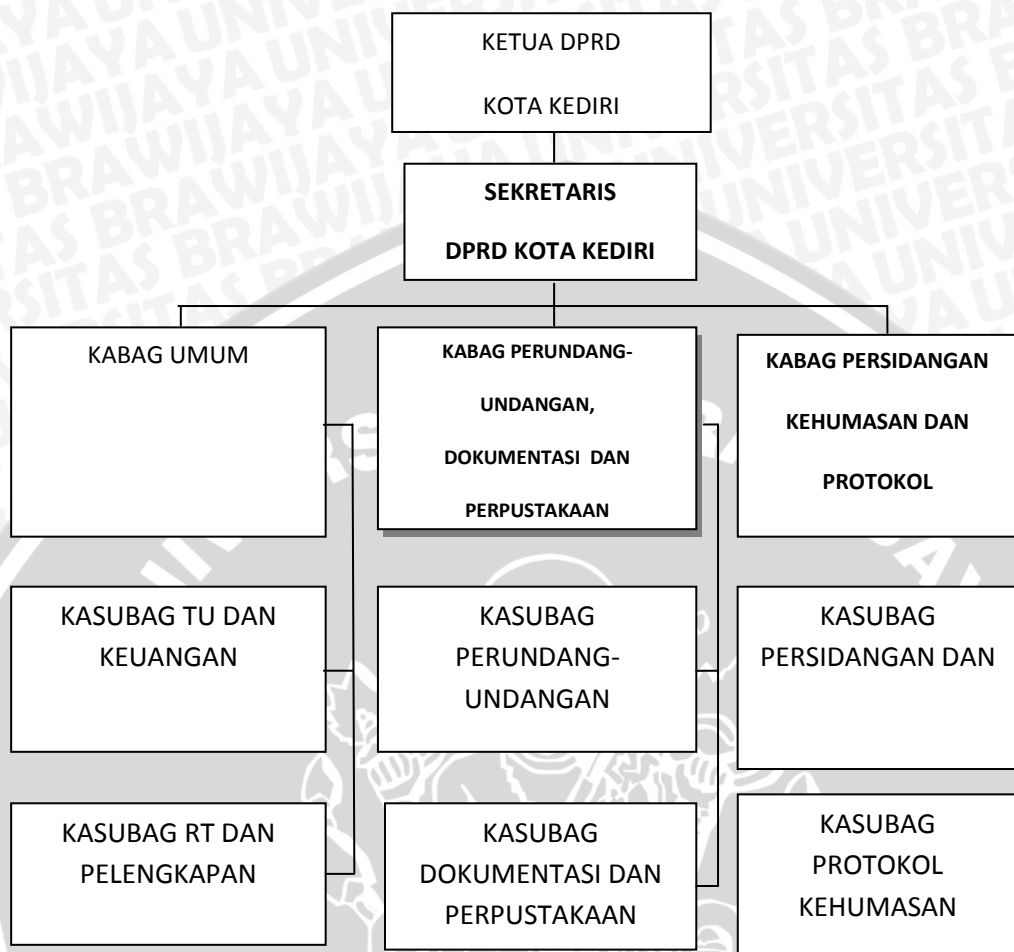 KETUA DPRD
KOTA KEDIRI
SEKRETARIS
DPRD KOTA KEDIRI
KABAG UMUM
KABAG PERUNDANG-
UNDANGAN,
DOKUMENTASI DAN
PERPUSTAKAAN
KABAG PERSIDANGAN
KEHUMASAN DAN
PROTOKOL
KASUBAG TU DAN
KEUANGAN
KASUBAG
PERUNDANG-
UNDANGAN
KASUBAG
PERSIDANGAN DAN
KASUBAG RT DAN
PELENGKAPAN
KASUBAG
DOKUMENTASI DAN
PERPUSTAKAAN
KASUBAG
PROTOKOL
KEHUMASAN